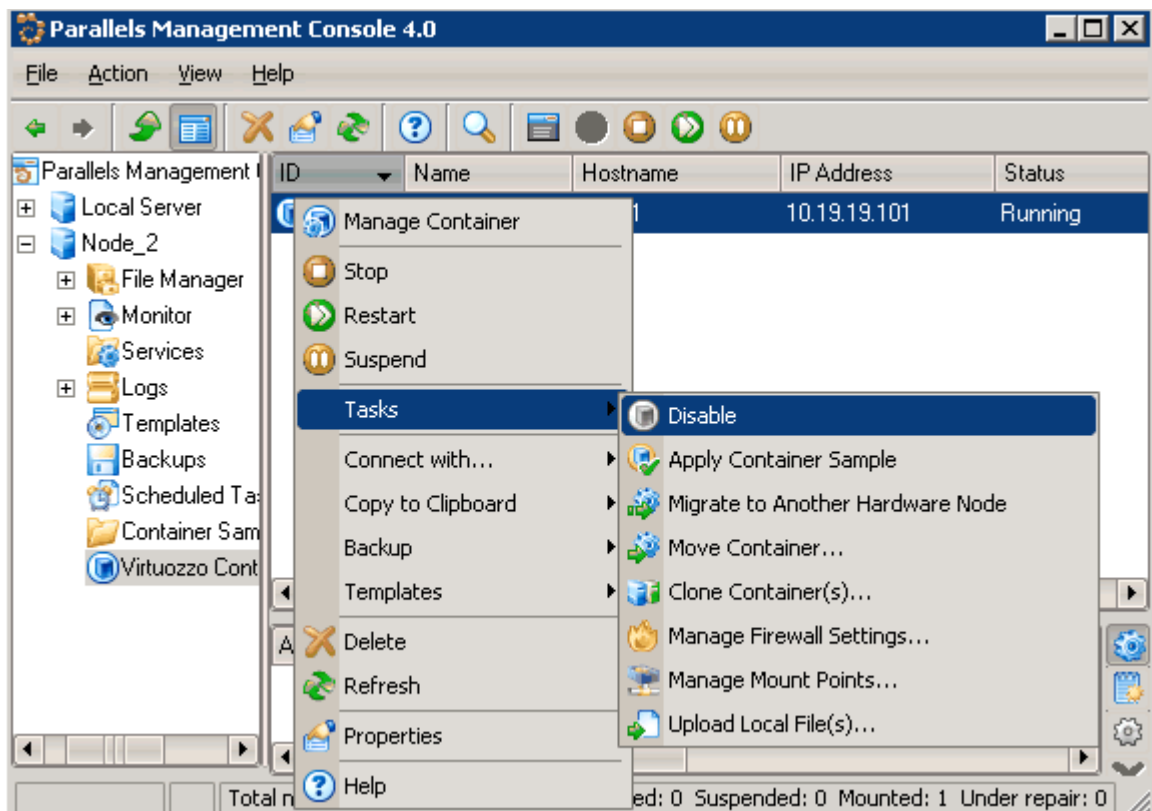 Parallels Management Console 4.0
File Action View Help
Parallels Management
ID Name Hostname IP Address Status
Local Server
1 10.19.19.101 Running
Node_2
File Manager
Monitor
Services
Logs
Templates
Backups
Scheduled Ta
Container Sam
Virtuozzo Cont
Manage Container
Stop
Restart
Suspend
Tasks
Connect with...
Copy to Clipboard
Backup
Templates
Delete
Refresh
Properties
Help
Disable
Apply Container Sample
Migrate to Another Hardware Node
Move Container...
Clone Container(s)...
Manage Firewall Settings...
Manage Mount Points...
Upload Local File(s)...
A
Total n ed: 0 Suspended: 0 Mounted: 1 Under repair: 0